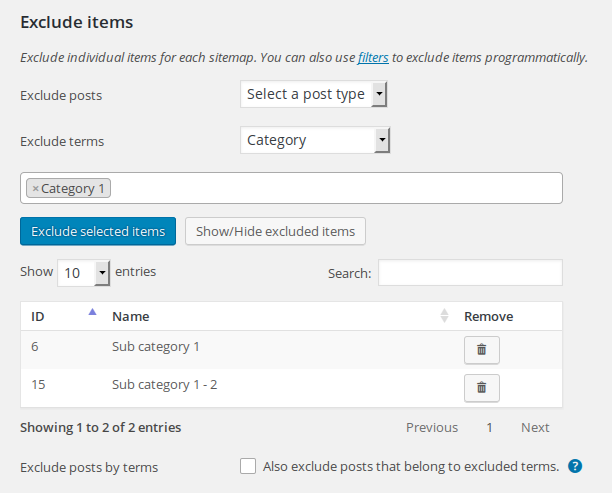 Exclude items
Exclude individual items for each sitemap. You can also use filters to exclude items programmatically.
Exclude posts Select a post type
Exclude terms Category
× Category 1
Exclude selected items Show/Hide excluded items
Show 10 entries Search:
ID Name Remove
6 Sub category 1
15 Sub category 1 - 2
Showing 1 to 2 of 2 entries Previous 1 Next
Exclude posts by terms Also exclude posts that belong to excluded terms. ?